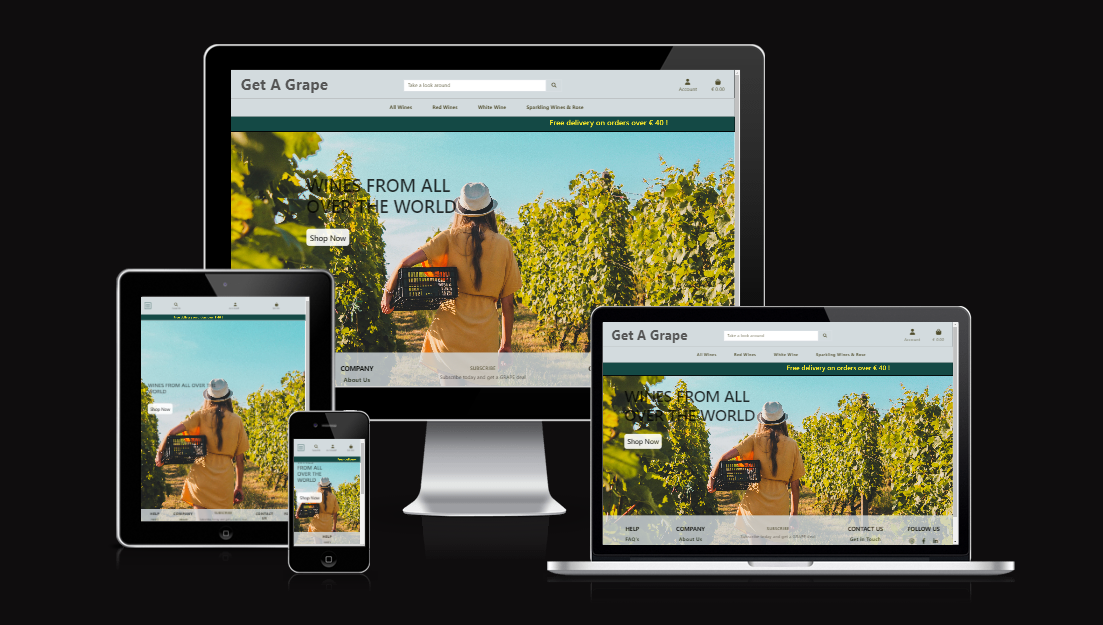 Get A Grape
Take a look around
Account
€ 0.00
All Wines
Red Wines
White Wine
Sparkling Wines & Rose
Free delivery on orders over € 40 !
WINES FROM ALL
OVER THE WORLD
Shop Now
COMPANY
About Us
SUBSCRIBE
Subscribe today and get a GRAPE time!
WINES FROM ALL OVER THE
WORLD
Shop Now
HELP
COMPANY
SUBSCRIBE
CONTACT
US
FROM ALL
OVER THE
WORLD
Shop Now
HELP
Get A Grape
Take a look around
Account
€ 0.00
All Wines
Red Wines
White Wine
Sparkling Wines & Rose
Free delivery on orders over € 40 !
WINES FROM ALL
OVER THE WORLD
Shop Now
HELP
COMPANY
SUBSCRIBE
CONTACT US
FOLLOW US
FAQ's
About Us
Subscribe today and get a GRAPE time!
Get In Touch